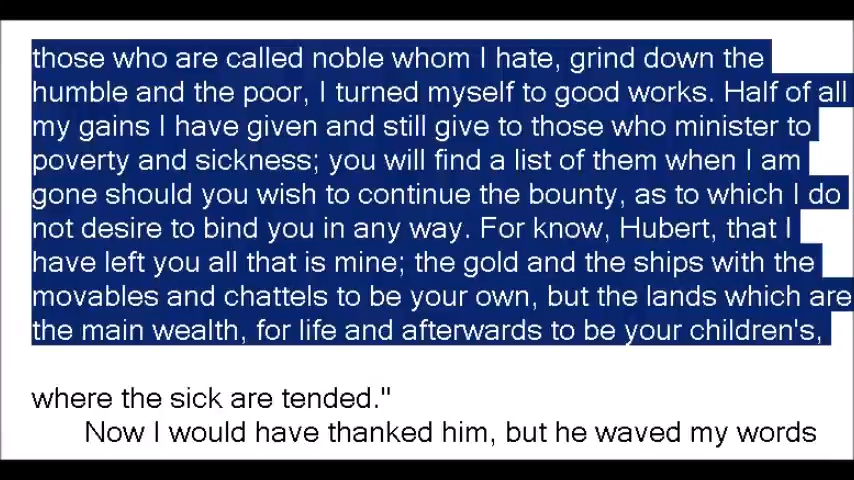 those who are called noble whom I hate, grind down the
humble and the poor, I turned myself to good works. Half of all
my gains I have given and still give to those who minister to
poverty and sickness; you will find a list of them when I am
gone should you wish to continue the bounty, as to which I do
not desire to bind you in any way. For know, Hubert, that I
have left you all that is mine; the gold and the ships with the
movables and chattels to be your own, but the lands which are
the main wealth, for life and afterwards to be your children's,
where the sick are tended."
Now I would have thanked him, but he waved my words